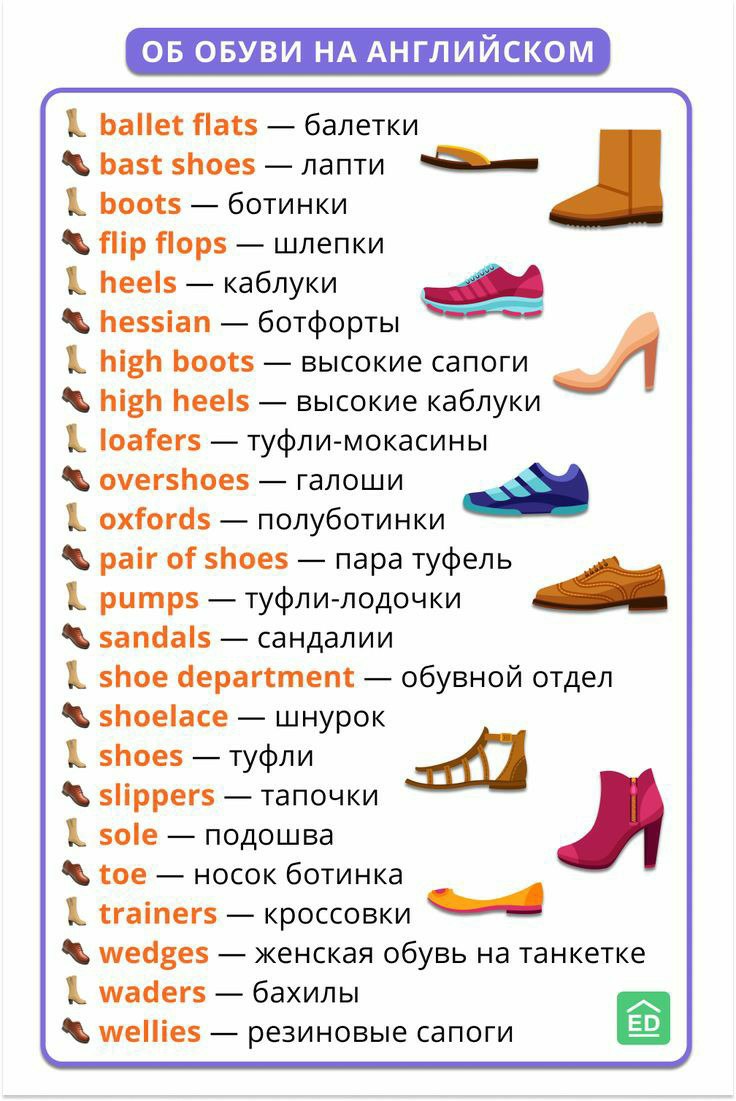 ОБ ОБУВИ НА АНГЛИЙСКОМ
ballet flats — балетки
bast shoes — лапти
boots — ботинки
flip flops — шлепки
heels — каблуки
hessian — ботфорты
high boots — высокие сапоги
high heels — высокие каблуки
loafers — туфли-мокасины
overshoes — галоши
oxfords — полуботинки
pair of shoes — пара туфель
pumps — туфли-лодочки
sandals — сандалии
shoe department — обувной отдел
shoelace — шнурок
shoes — туфли
slippers — тапочки
sole — подошва
toe — носок ботинка
trainers — кроссовки
wedges — женская обувь на танкетке
waders — бахилы
wellies — резиновые сапоги
ED